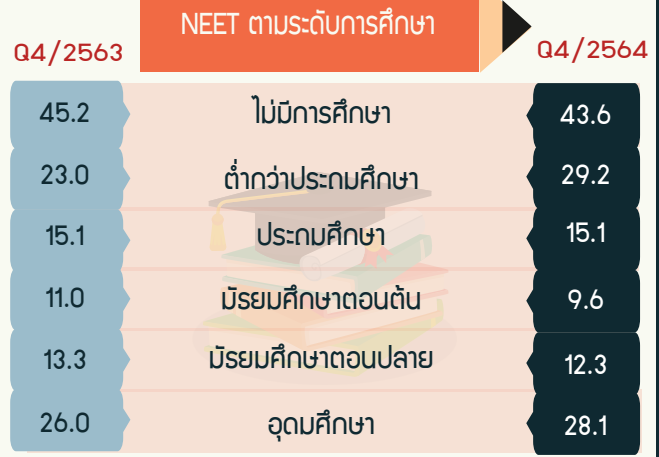 NEET ตามระดับการศึกษา
Q4/2563 Q4/2564
45.2 ไม่มีการศึกษา 43.6
23.0 ต่ำกว่าประถมศึกษา 29.2
15.1 ประถมศึกษา 15.1
11.0 มัธยมศึกษาตอนต้น 9.6
13.3 มัธยมศึกษาตอนปลาย 12.3
26.0 อุดมศึกษา 28.1